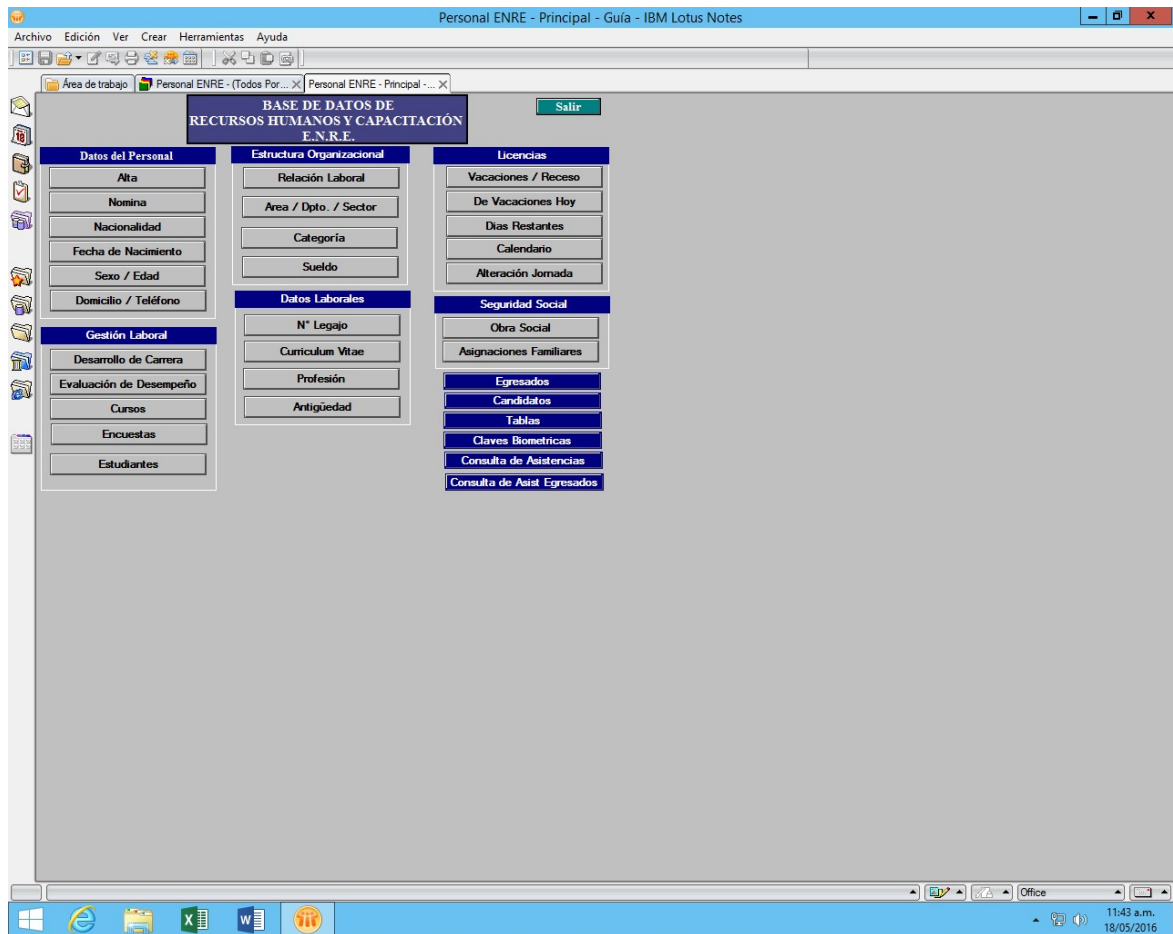 Personal ENRE - Principal - Guía - IBM Lotus Notes
Archivo Edición Ver Crear Herramientas Ayuda
Área de trabajo Personal ENRE - (Todos Por... Personal ENRE - Principal -...
BASE DE DATOS DE
RECURSOS HUMANOS Y CAPACITACIÓN
E.N.R.E.
Salir
Datos del Personal
Alta
Nomina
Nacionalidad
Fecha de Nacimiento
Sexo / Edad
Domicilio / Teléfono
Gestión Laboral
Desarrollo de Carrera
Evaluación de Desempeño
Cursos
Encuestas
Estudiantes
Estructura Organizacional
Relación Laboral
Area / Dpto. / Sector
Categoría
Sueldo
Datos Laborales
N° Legajo
Curriculum Vitae
Profesión
Antigüedad
Licencias
Vacaciones / Receso
De Vacaciones Hoy
Dias Restantes
Calendario
Alteración Jornada
Seguridad Social
Obra Social
Asignaciones Familiares
Egresados
Candidatos
Tablas
Claves Biometricas
Consulta de Asistencias
Consulta de Asist Egresados
Office
11:43 a.m.
18/05/2016